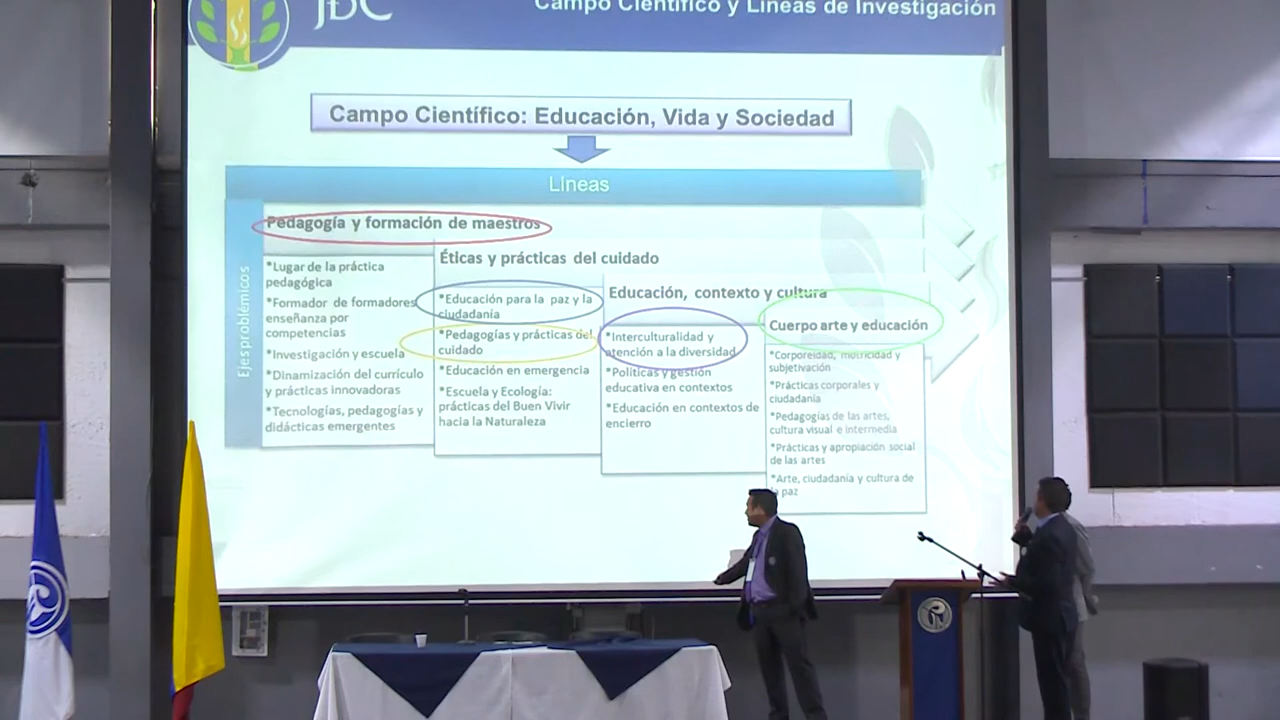 JDC
Campo Científico y Líneas de Investigación
Campo Científico: Educación, Vida y Sociedad
Líneas
Ejes problémicos
Pedagogía y formación de maestros
*Lugar de la práctica
pedagógica
*Formador de formadores
enseñanza por
competencias
*Investigación y escuela
*Dinamización del currículo
y prácticas innovadoras
*Tecnologías, pedagogías y
didácticas emergentes
Éticas y prácticas del cuidado
*Educación para la paz y la
ciudadanía
*Pedagogías y prácticas del
cuidado
*Educación en emergencia
*Escuela y Ecología:
prácticas del Buen Vivir
hacia la Naturaleza
Educación, contexto y cultura
*Interculturalidad y
atención a la diversidad
*Políticas y gestión
educativa en contextos
*Educación en contextos de
encierro
Cuerpo arte y educación
*Corporeidad, motricidad y
subjetivación
*Prácticas corporales y
ciudadanía
*Pedagogías de las artes,
cultura visual e intermedia
*Prácticas y apropiación social
de las artes
*Arte, ciudadanía y cultura de
la paz